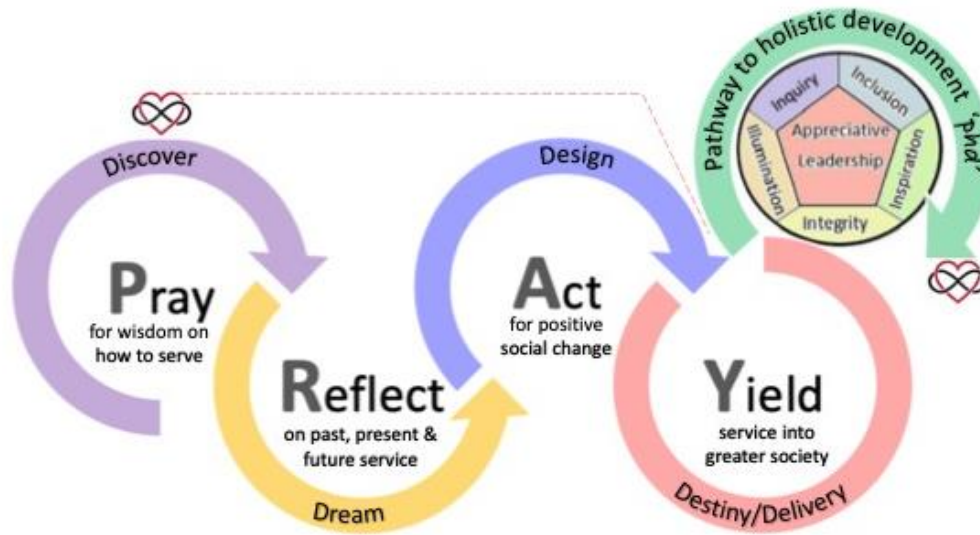 Discover
Pray
for wisdom on
how to serve
Reflect
on past, present &
future service
Dream
Design
Act
for positive
social change
Yield
service into
greater society
Destiny/Delivery
Pathway to holistic development 'phd'
Inquiry
Inclusion
Illumination
Appreciative
Leadership
Inspiration
Integrity